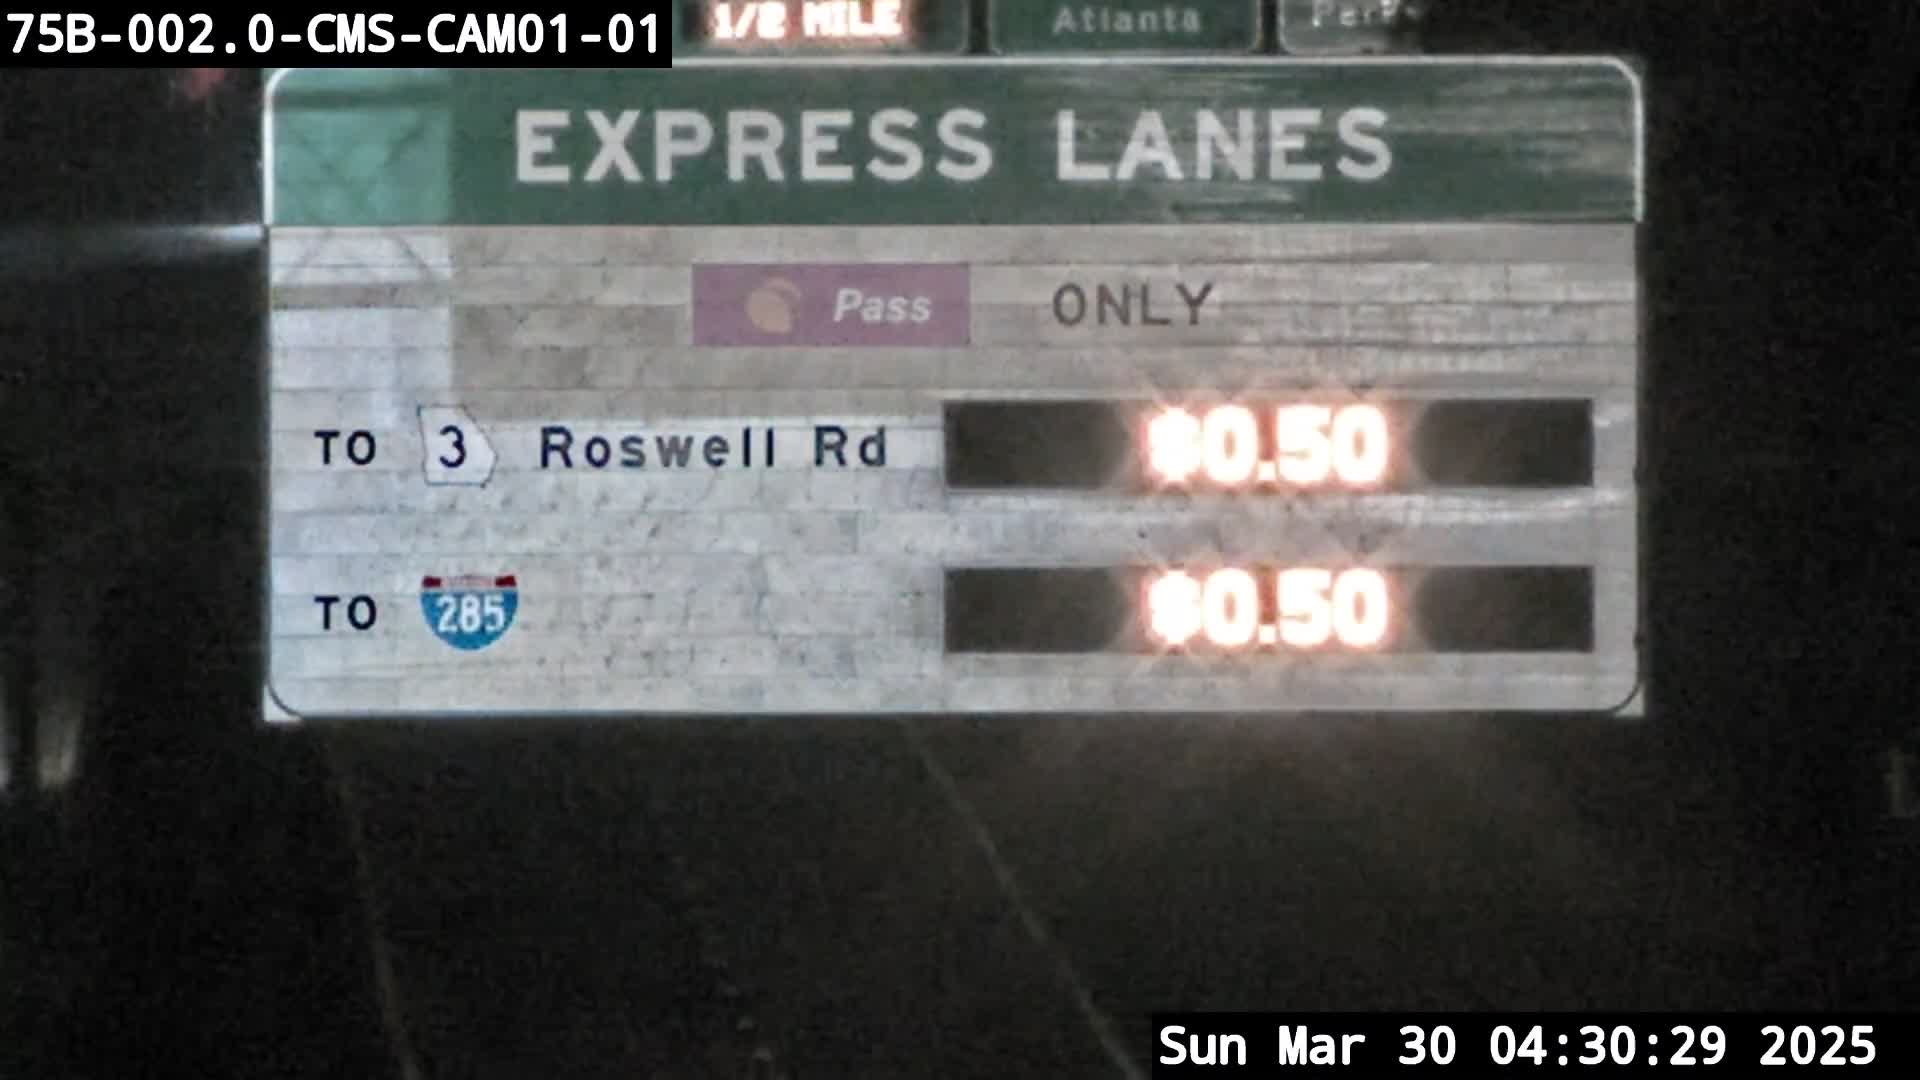 75B-002.0-CMS-CAM01-01
1/2 MILE
Atlanta
EXPRESS LANES
Pass ONLY
TO 3 Roswell Rd $0.50
TO 285 $0.50
Sun Mar 30 04:30:29 2025